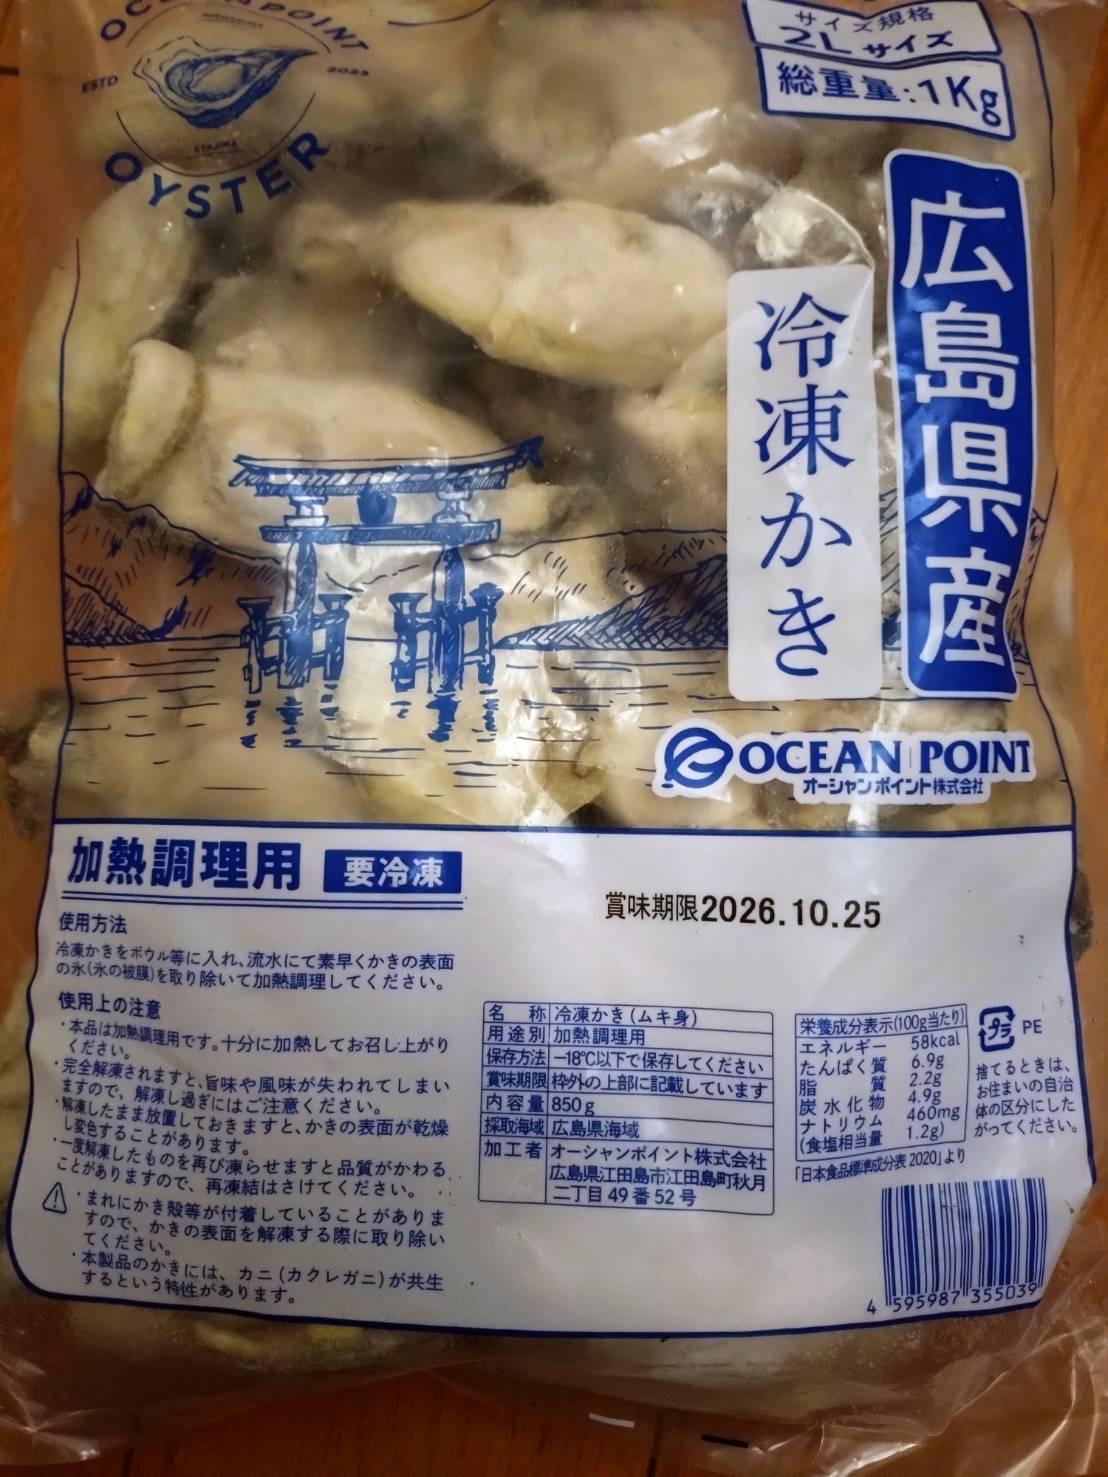 OCEAN POINT
HIROSHIMA
ESTD 2023
ETAJIMA
OYSTER
サイズ規格
2Lサイズ
総重量:1Kg
広島県産
冷凍かき
OCEAN POINT
オーシャンポイント株式会社
加熱調理用 要冷凍
賞味期限2026.10.25
使用方法
冷凍かきをボウル等に入れ、流水にて素早くかきの表面
の氷(氷の被膜)を取り除いて加熱調理してください。
使用上の注意
・本品は加熱調理用です。十分に加熱してお召し上がり
ください。
・完全解凍されますと、旨味や風味が失われてしまい
ますので、解凍し過ぎにはご注意ください。
・解凍したまま放置しておきますと、かきの表面が乾燥
し変色することがあります。
・一度解凍したものを再び凍らせますと品質がかわる
ことがありますので、再凍結はさけてください。
・まれにかき殻等が付着していることがありま
すので、かきの表面を解凍する際に取り除い
てください。
・本製品のかきには、カニ(カクレガニ)が共生
するという特性があります。
名称 冷凍かき(ムキ身)
用途別 加熱調理用
保存方法 -18℃以下で保存してください
賞味期限 枠外の上部に記載しています
内容量 850g
採取海域 広島県海域
加工者 オーシャンポイント株式会社
広島県江田島市江田島町秋月
二丁目49番52号
栄養成分表示(100g当たり)
エネルギー 58kcal
たんぱく質 6.9g
脂質 2.2g
炭水化物 4.9g
ナトリウム 460mg
(食塩相当量 1.2g)
「日本食品標準成分表2020」より
プラ PE
捨てるときは、
お住まいの自治
体の区分にした
がってください。
4 595987 355039